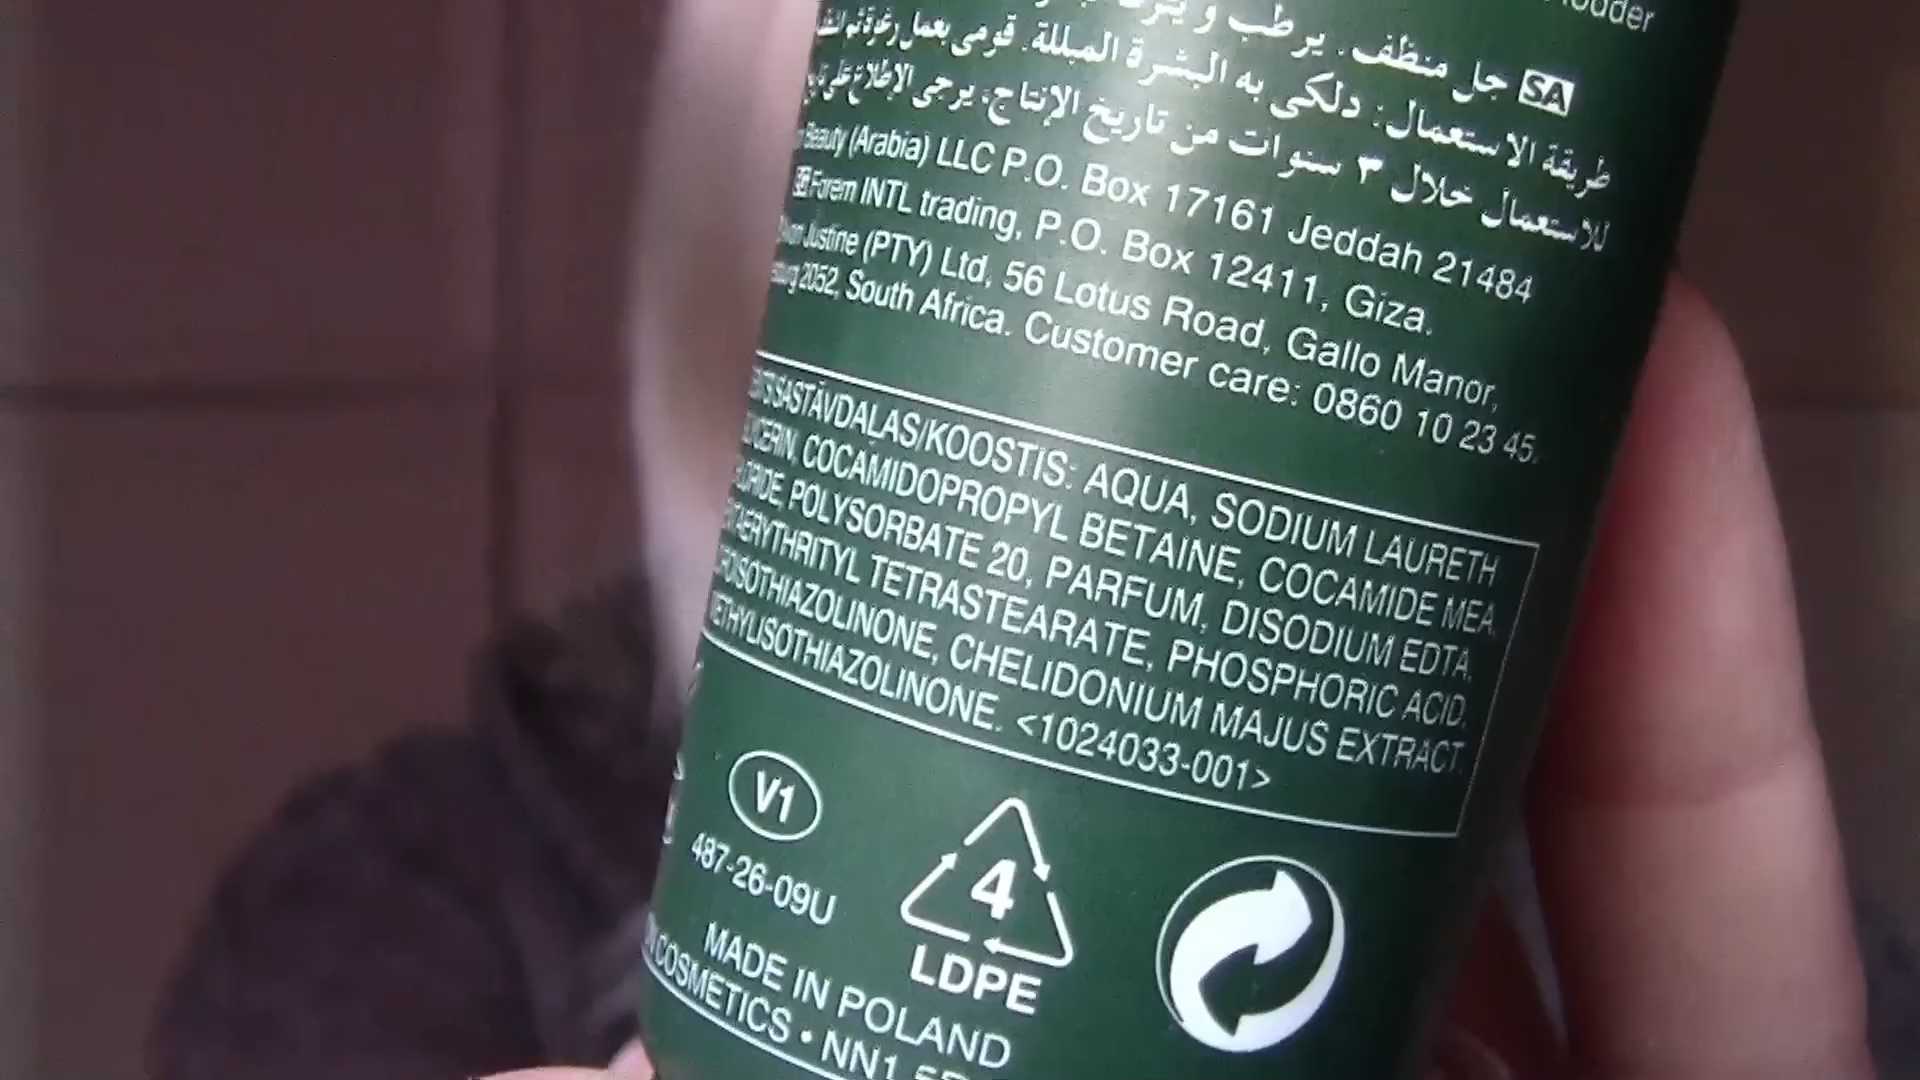 SA جل منظف. يرطب و
طريقة الاستعمال: دلكي به البشرة المبللة. قومي بعمل رغوة ثم
للاستعمال خلال ٣ سنوات من تاريخ الإنتاج، يرجى الإطلاع على
Beauty (Arabia) LLC P.O. Box 17161 Jeddah 21484
Forem INTL trading, P.O. Box 12411, Giza.
Justine (PTY) Ltd, 56 Lotus Road, Gallo Manor,
2052, South Africa. Customer care: 0860 10 23 45.
SASTĀVDAĻAS/KOOSTIS: AQUA, SODIUM LAURETH
COCAMIDOPROPYL BETAINE, COCAMIDE MEA,
POLYSORBATE 20, PARFUM, DISODIUM EDTA,
TETRASTEARATE, PHOSPHORIC ACID,
CHELIDONIUM MAJUS EXTRACT,
<1024033-001>
V1
487-26-09U
4
LDPE
MADE IN POLAND
COSMETICS • NN1